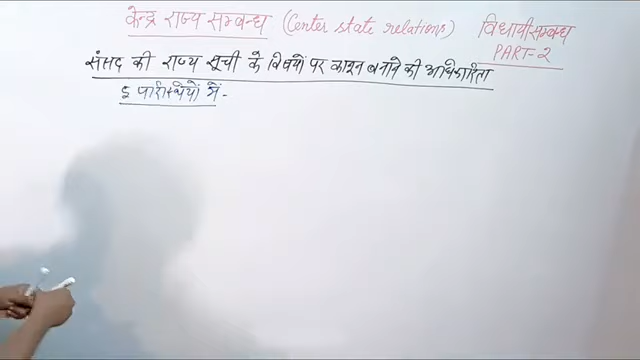 केन्द्र राज्य सम्बन्ध (Center state relations) विधायी सम्बन्ध
PART-2
संसद की राज्य सूची के विषयों पर कानून बनाने की अधिकारिता
5 परिस्थियों में -